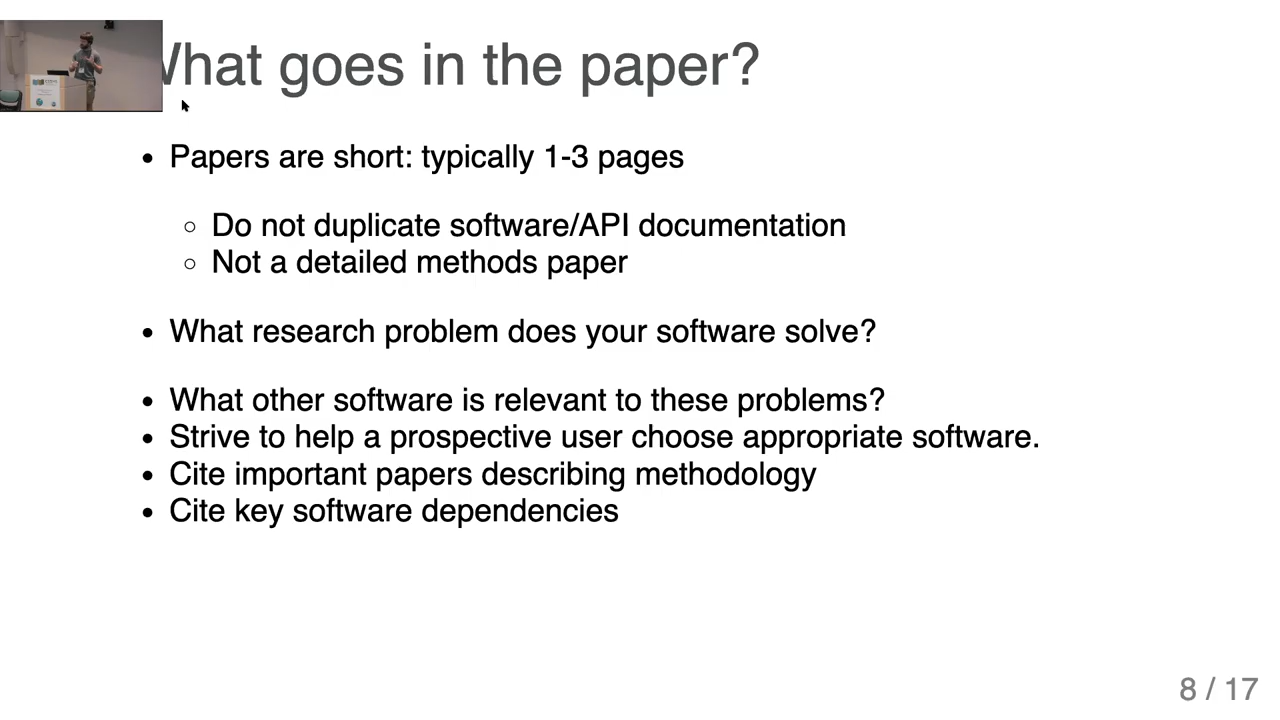 What goes in the paper?
• Papers are short: typically 1-3 pages
◦ Do not duplicate software/API documentation
◦ Not a detailed methods paper
• What research problem does your software solve?
• What other software is relevant to these problems?
• Strive to help a prospective user choose appropriate software.
• Cite important papers describing methodology
• Cite key software dependencies
8 / 17